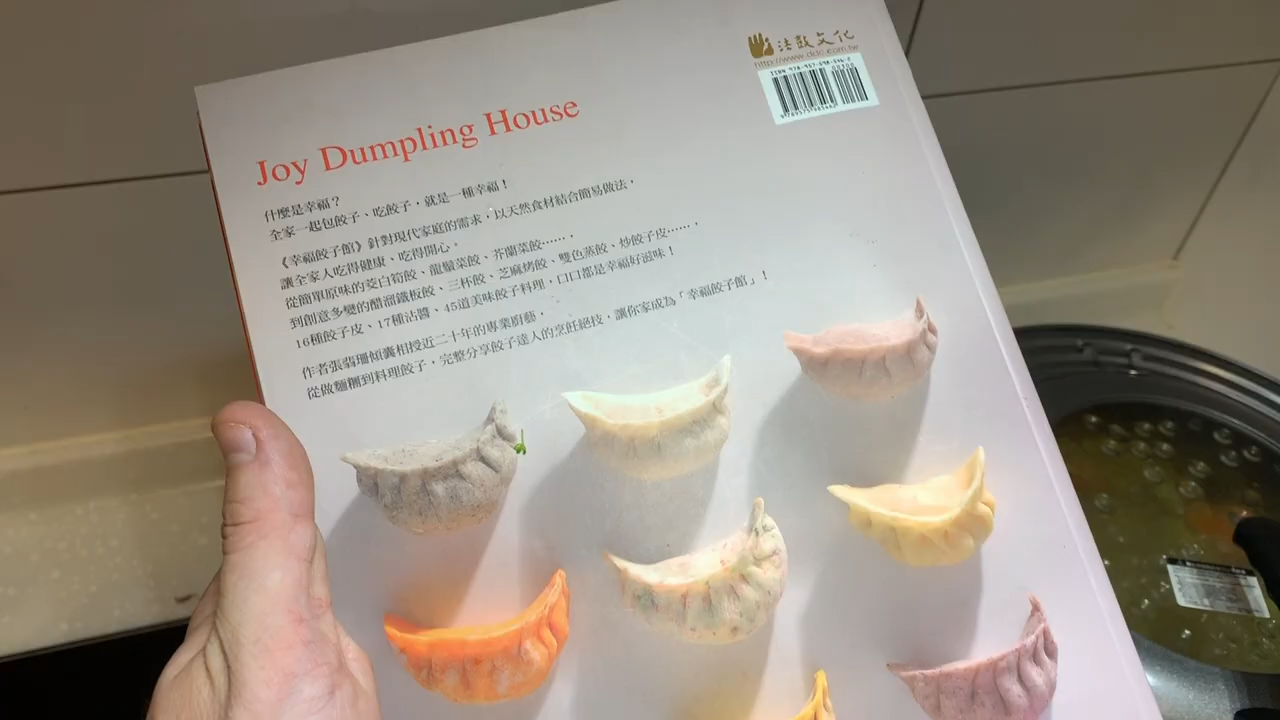 法鼓文化
http://www.ddc.com.tw
ISBN 978-957-598-546-2
00300
9789575985462
Joy Dumpling House
什麼是幸福？
全家一起包餃子、吃餃子，就是一種幸福！
《幸福餃子館》針對現代家庭的需求，以天然食材結合簡易做法，
讓全家人吃得健康、吃得開心。
從簡單原味的茭白筍餃、龍鬚菜餃、芥蘭菜餃……，
到創意多變的醋溜鐵板餃、三杯餃、芝麻烤餃、雙色蒸餃、炒餃子皮……，
16種餃子皮、17種沾醬、45道美味餃子料理，口口都是幸福好滋味！
作者張翡珊傾囊相授近二十年的專業廚藝，
從做麵糰到料理餃子，完整分享餃子達人的烹飪絕技，讓你家成為「幸福餃子館」！